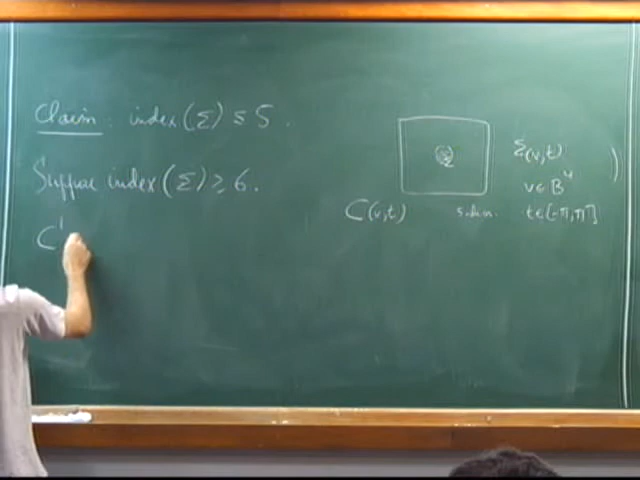 Claim: index(Σ) ≤ 5.
Suppose index(Σ) ≥ 6.
C'
Σ
C(v,t)
5-dim.
Σ(v,t)
v ∈ B⁴
t ∈ [-π, π]
)